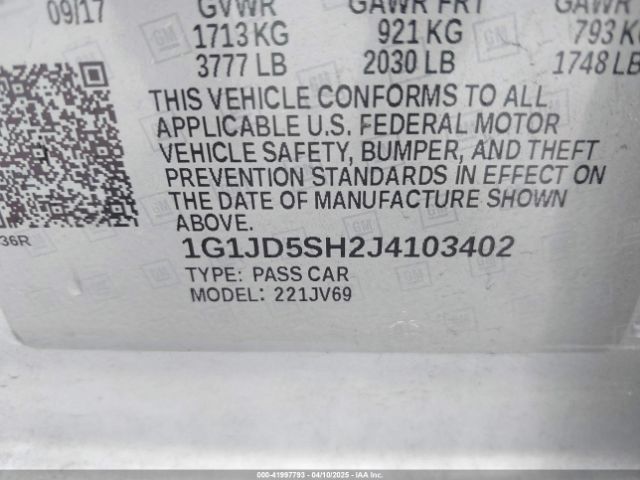 09/17
GVWR GAWR FRT GAWR
1713 KG 921 KG 793 KG
3777 LB 2030 LB 1748 LB
THIS VEHICLE CONFORMS TO ALL
APPLICABLE U.S. FEDERAL MOTOR
VEHICLE SAFETY, BUMPER, AND THEFT
PREVENTION STANDARDS IN EFFECT ON
THE DATE OF MANUFACTURE SHOWN
ABOVE.
36R
1G1JD5SH2J4103402
TYPE: PASS CAR
MODEL: 221JV69
000-41997793 - 04/10/2025 - IAA Inc.